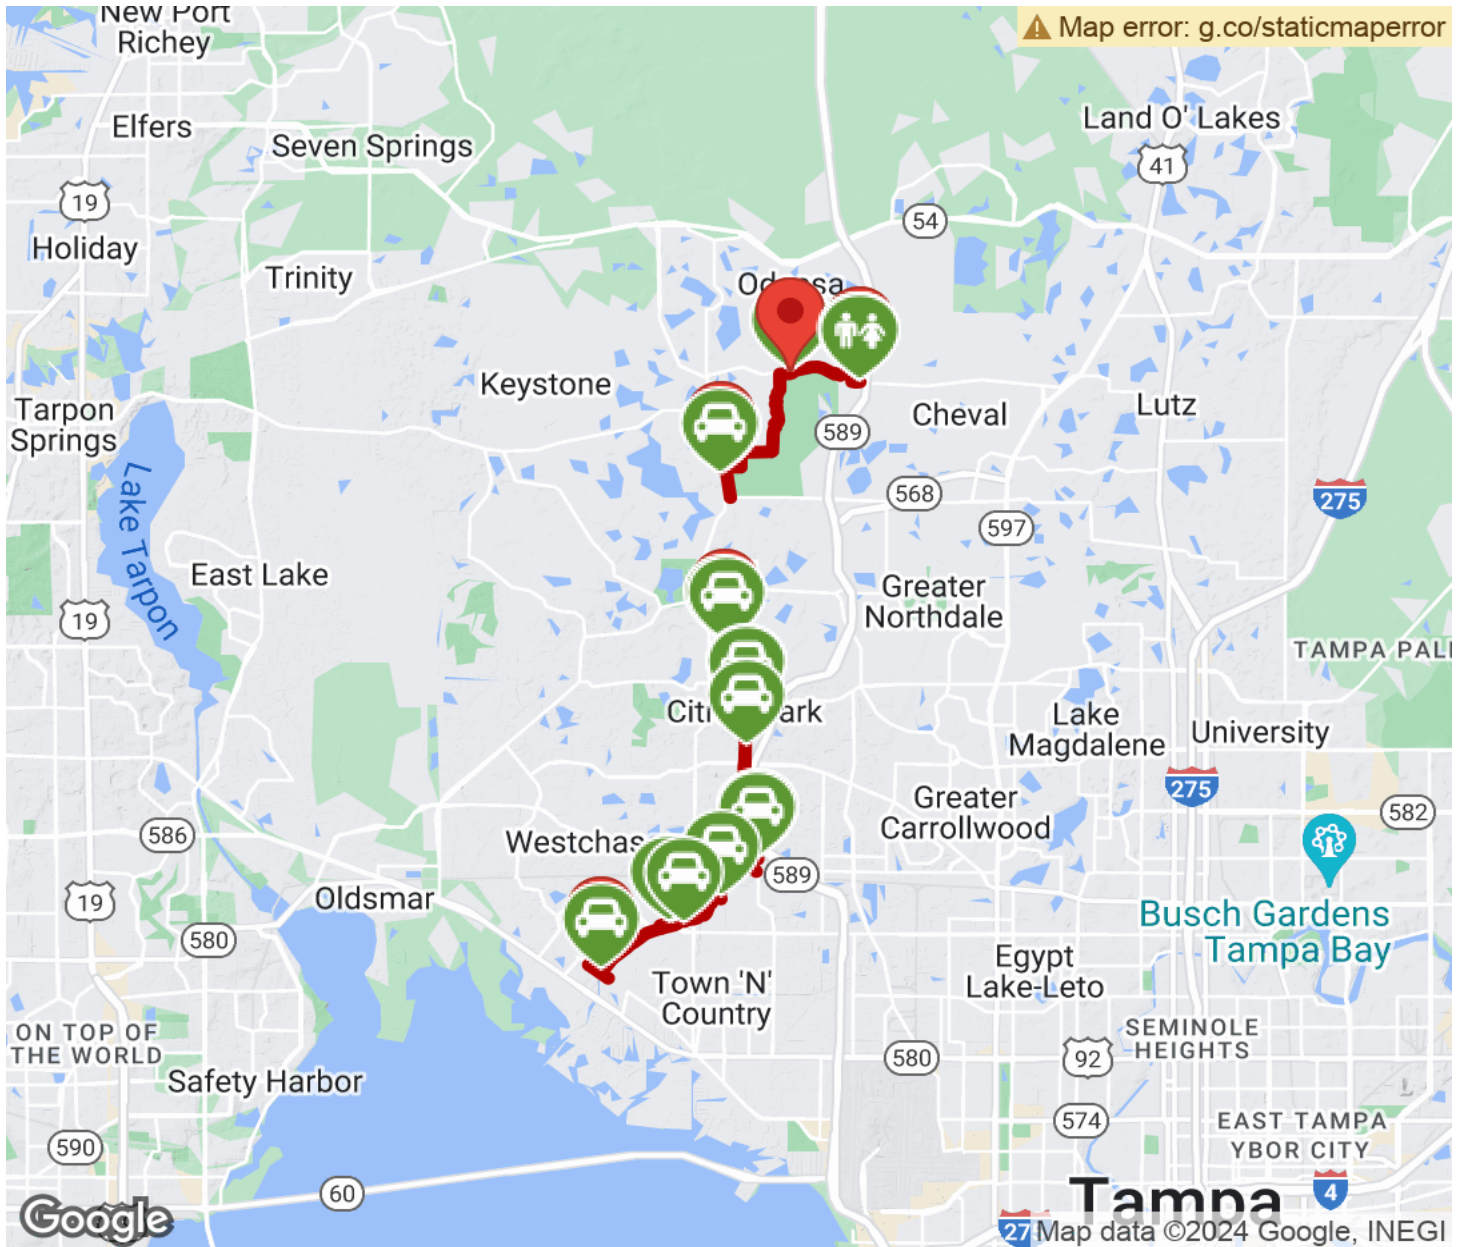 New Port
Richey
Map error: g.co/staticmaperror
Elfers
Seven Springs
Land O' Lakes
41
19
54
Holiday
Trinity
Keystone
Cheval
Lutz
Tarpon
Springs
589
568
275
597
Lake Tarpon
East Lake
Greater
Northdale
19
TAMPA PAL
Lake
Magdalene
University
275
Greater
Carrollwood
582
586
Westchas
589
19
Oldsmar
580
Busch Gardens
Tampa Bay
Egypt
Lake-Leto
Town 'N'
Country
ON TOP OF
THE WORLD
SEMINOLE
HEIGHTS
580
92
Safety Harbor
574
EAST TAMPA
YBOR CITY
590
60
4
Tampa
Google
27
Map data ©2024 Google, INEGI